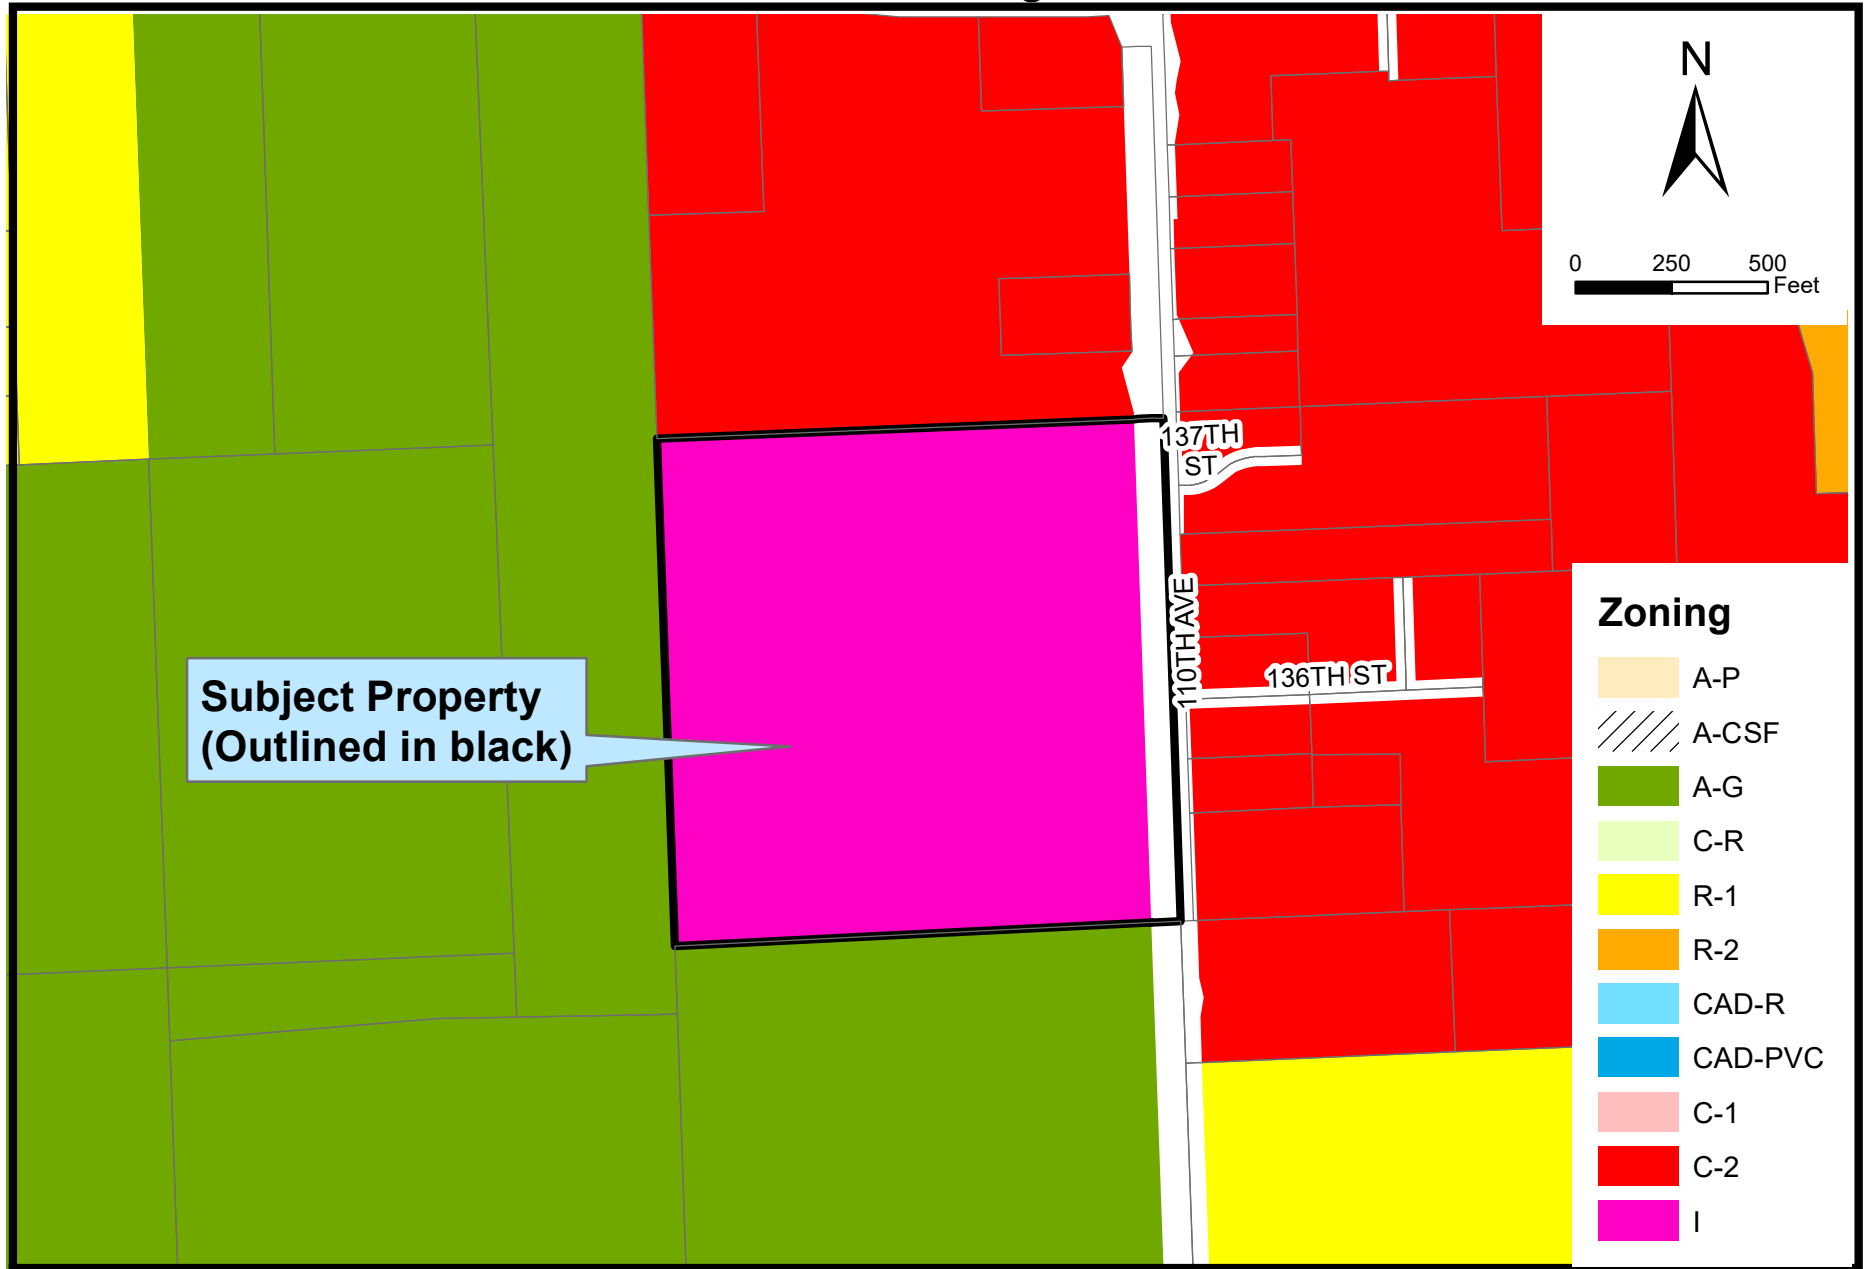 N
0 250 500
Feet
137TH
ST
110TH AVE
136TH ST
Subject Property
(Outlined in black)
Zoning
A-P
A-CSF
A-G
C-R
R-1
R-2
CAD-R
CAD-PVC
C-1
C-2
I